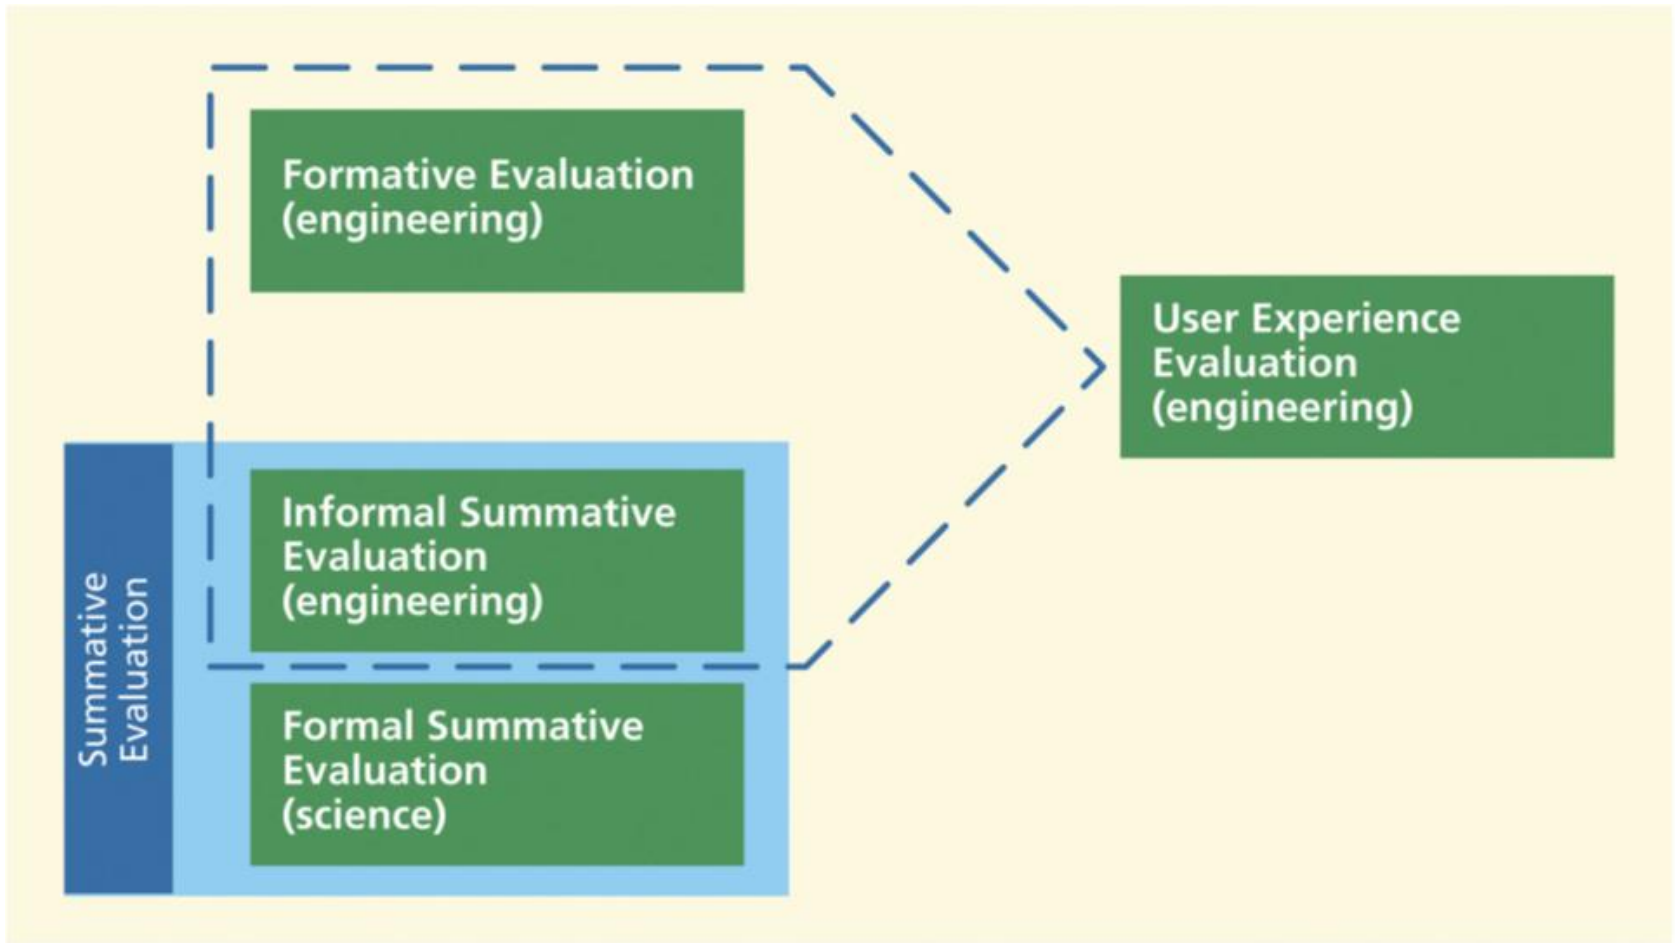 Formative Evaluation
(engineering)
User Experience
Evaluation
(engineering)
Summative
Evaluation
Informal Summative
Evaluation
(engineering)
Formal Summative
Evaluation
(science)